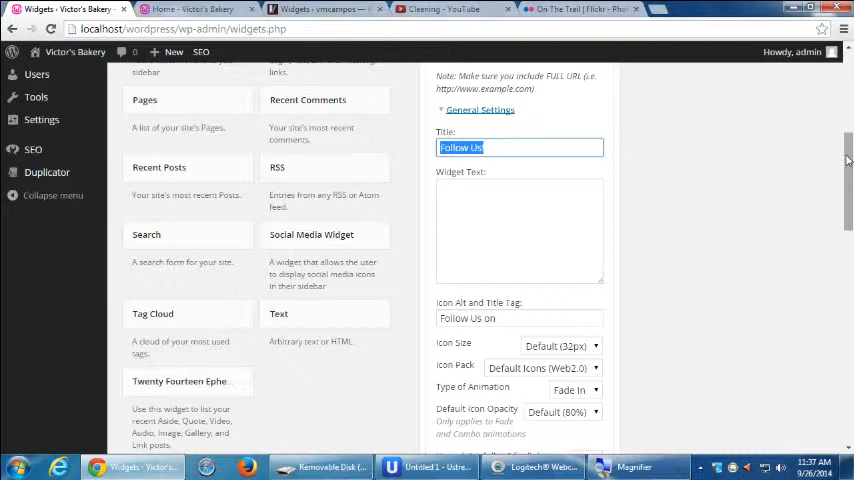 Widgets ‹ Victor's Bakery ‹
Home - Victor's Bakery
Widgets ‹ vmcampos — W
Cleaning - YouTube
On The Trail | Flickr - Pho
localhost/wordpress/wp-admin/widgets.php
Victor's Bakery
0
New
SEO
Howdy, admin
Users
Tools
Settings
SEO
Duplicator
Collapse menu
sidebar
links.
Pages
Recent Comments
A list of your site's Pages.
Your site's most recent
comments.
Recent Posts
RSS
Your site's most recent Posts.
Entries from any RSS or Atom
feed.
Search
Social Media Widget
A search form for your site.
A widget that allows the user
to display social media icons
in their sidebar
Tag Cloud
Text
A cloud of your most used
tags.
Arbitrary text or HTML.
Twenty Fourteen Ephe...
Use this widget to list your
recent Aside, Quote, Video,
Audio, Image, Gallery, and
Link posts.
Note: Make sure you include FULL URL (i.e.
http://www.example.com)
General Settings
Title:
Follow Us!
Widget Text:
Icon Alt and Title Tag:
Follow Us on
Icon Size
Default (32px)
Icon Pack
Default Icons (Web2.0)
Type of Animation
Fade In
Default Icon Opacity
Default (80%)
Only applies to Fade
and Combo animations
Widgets ‹ Victor's...
Removable Disk (...
Untitled 1 - Ustre...
Logitech® Webc...
Magnifier
11:37 AM
9/26/2014